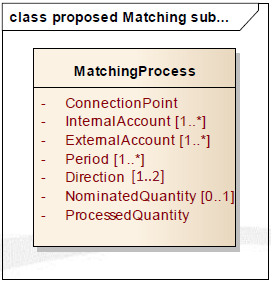 class proposed Matching sub...
MatchingProcess
- ConnectionPoint
- InternalAccount [1..*]
- ExternalAccount [1..*]
- Period [1..*]
- Direction [1..2]
- NominatedQuantity [0..1]
- ProcessedQuantity